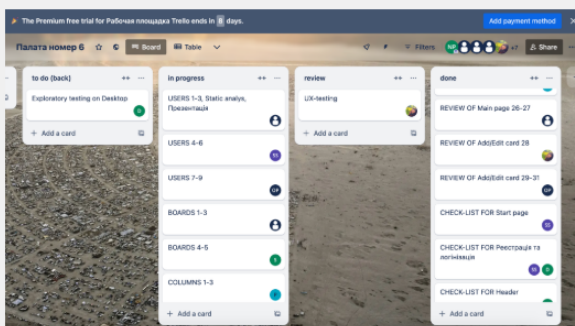 The Premium free trial for Рабочая площадка Trello ends in 8 days.
Add payment method
Палата номер 6
Board
Table
Filters
+7
Share
to do (back)
Exploratory testing on Desktop
+ Add a card
in progress
USERS 1-3, Static analys,
Презентація
USERS 4-6
USERS 7-9
BOARDS 1-3
BOARDS 4-5
COLUMNS 1-3
+ Add a card
review
UX-testing
+ Add a card
done
REVIEW OF Main page 26-27
REVIEW OF Add/Edit card 28
REVIEW OF Add/Edit card 29-31
CHECK-LIST FOR Start page
CHECK-LIST FOR Реєстрація та
логінізація
CHECK-LIST FOR Header
+ Add a card